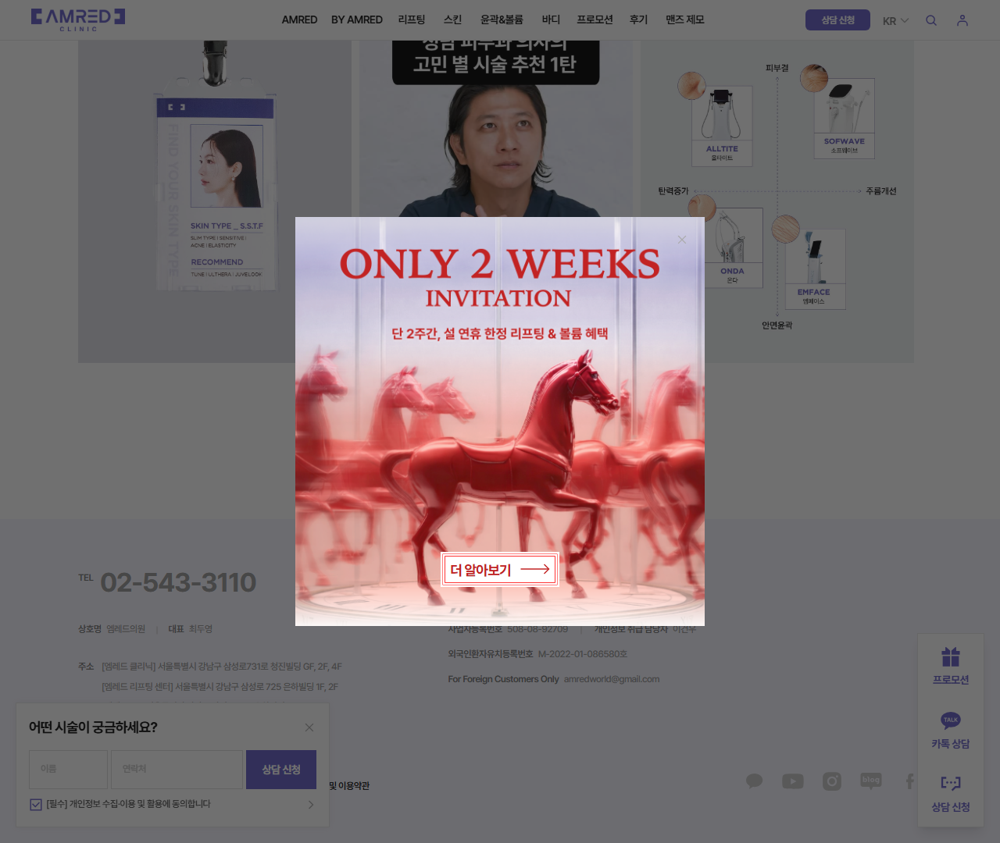 AMRED
CLINIC
AMRED
BY AMRED
리프팅
스킨
윤곽&볼륨
바디
프로모션
후기
맨즈 제모
상담 신청
KR
청담 피부과 의사의
고민 별 시술 추천 1탄
FIND YOUR SKIN TYPE
SKIN TYPE _ S.S.T.F
SLIM TYPE | SENSITIVE |
ACNE | ELASTICITY
RECOMMEND
TUNE | ULTHERA | JUVELOOK
피부결
ALLTITE
올타이트
SOFWAVE
소프웨이브
탄력증가
주름개선
ONDA
온다
EMFACE
엠페이스
안면윤곽
ONLY 2 WEEKS
INVITATION
단 2주간, 설 연휴 한정 리프팅 & 볼륨 혜택
더 알아보기
TEL 02-543-3110
상호명 엠레드의원 | 대표 최두영
사업자등록번호 508-08-92709 | 개인정보 취급 담당자 이건우
외국인환자유치등록번호 M-2022-01-086580호
주소 [엠레드 클리닉] 서울특별시 강남구 삼성로731로 청진빌딩 GF, 2F, 4F
[엠레드 리프팅 센터] 서울특별시 강남구 삼성로 725 은하빌딩 1F, 2F
For Foreign Customers Only amredworld@gmail.com
어떤 시술이 궁금하세요?
이름
연락처
상담 신청
[필수] 개인정보 수집·이용 및 활용에 동의합니다
및 이용약관
blog
프로모션
TALK
카톡 상담
상담 신청